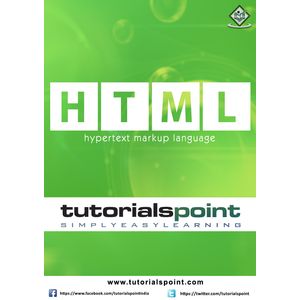 HTML
hypertext markup language
tutorialspoint
SIMPLYEASYLEARNING
www.tutorialspoint.com
https://www.facebook.com/tutorialspointindia
https://twitter.com/tutorialspoint